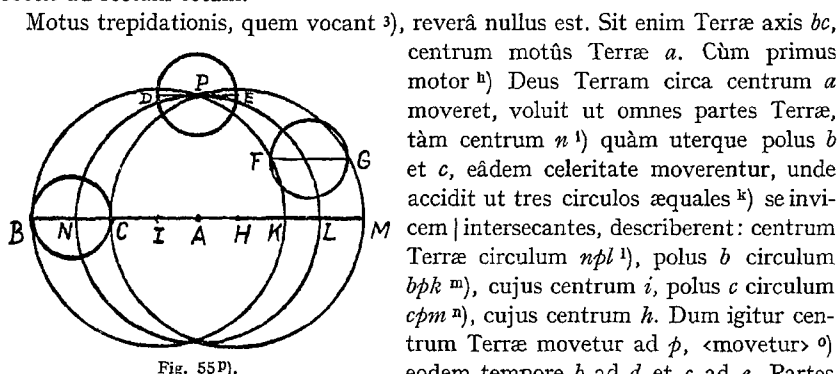 Motus trepidationis, quem vocant ³), reverâ nullus est. Sit enim Terræ axis bc,
centrum motûs Terræ a. Cùm primus
motor ʰ) Deus Terram circa centrum a
moveret, voluit ut omnes partes Terræ,
tàm centrum n ⁱ) quàm uterque polus b
et c, eâdem celeritate moverentur, unde
accidit ut tres circulos æquales ᵏ) se invi-
cem | intersecantes, describerent: centrum
Terræ circulum npl ˡ), polus b circulum
bpk ᵐ), cujus centrum i, polus c circulum
cpm ⁿ), cujus centrum h. Dum igitur cen-
trum Terræ movetur ad p, <movetur> ᵒ)
P
D E
F G
B N C I A H K L M
Fig. 55 ᵖ).